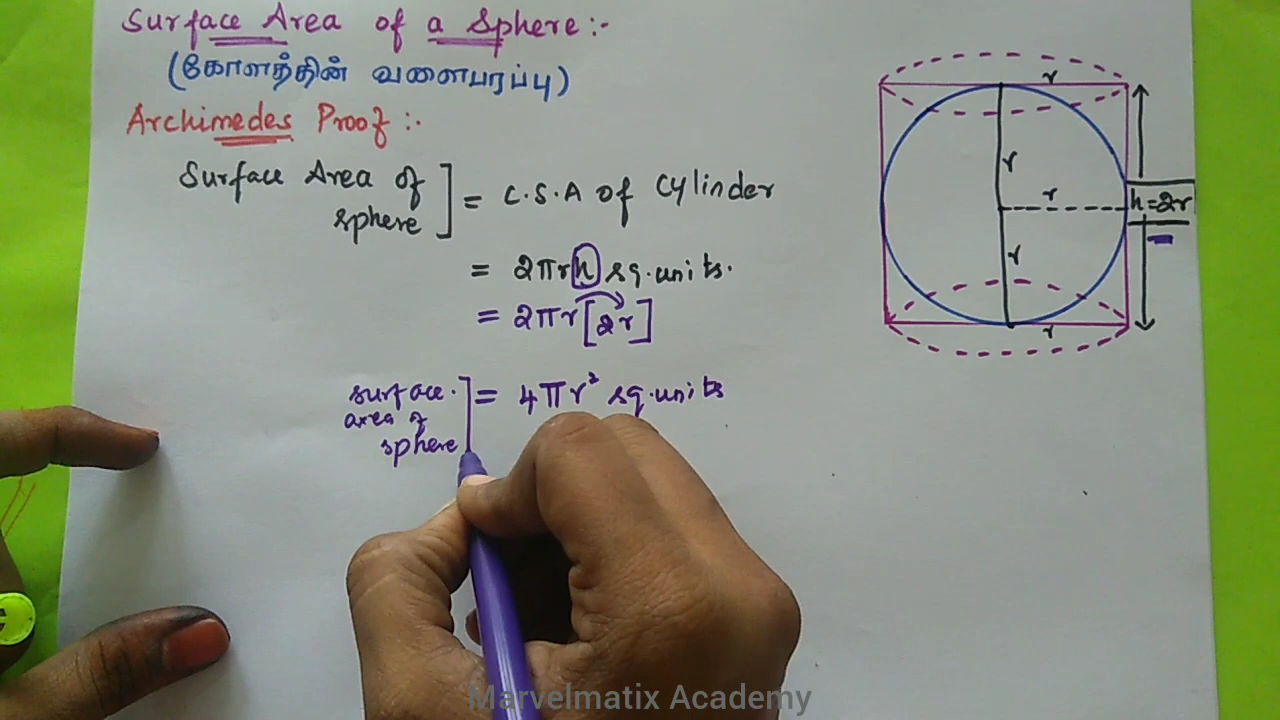 Surface Area of a Sphere:-
(கோளத்தின் வளைபரப்பு)
Archimedes Proof :-
Surface Area of sphere ] = C.S.A of Cylinder
= 2πrh sq.units.
= 2πr[2r]
surface area of sphere ] = 4πr² sq.units
r
r
r
h=2r
r
r
Marvelmatix Academy